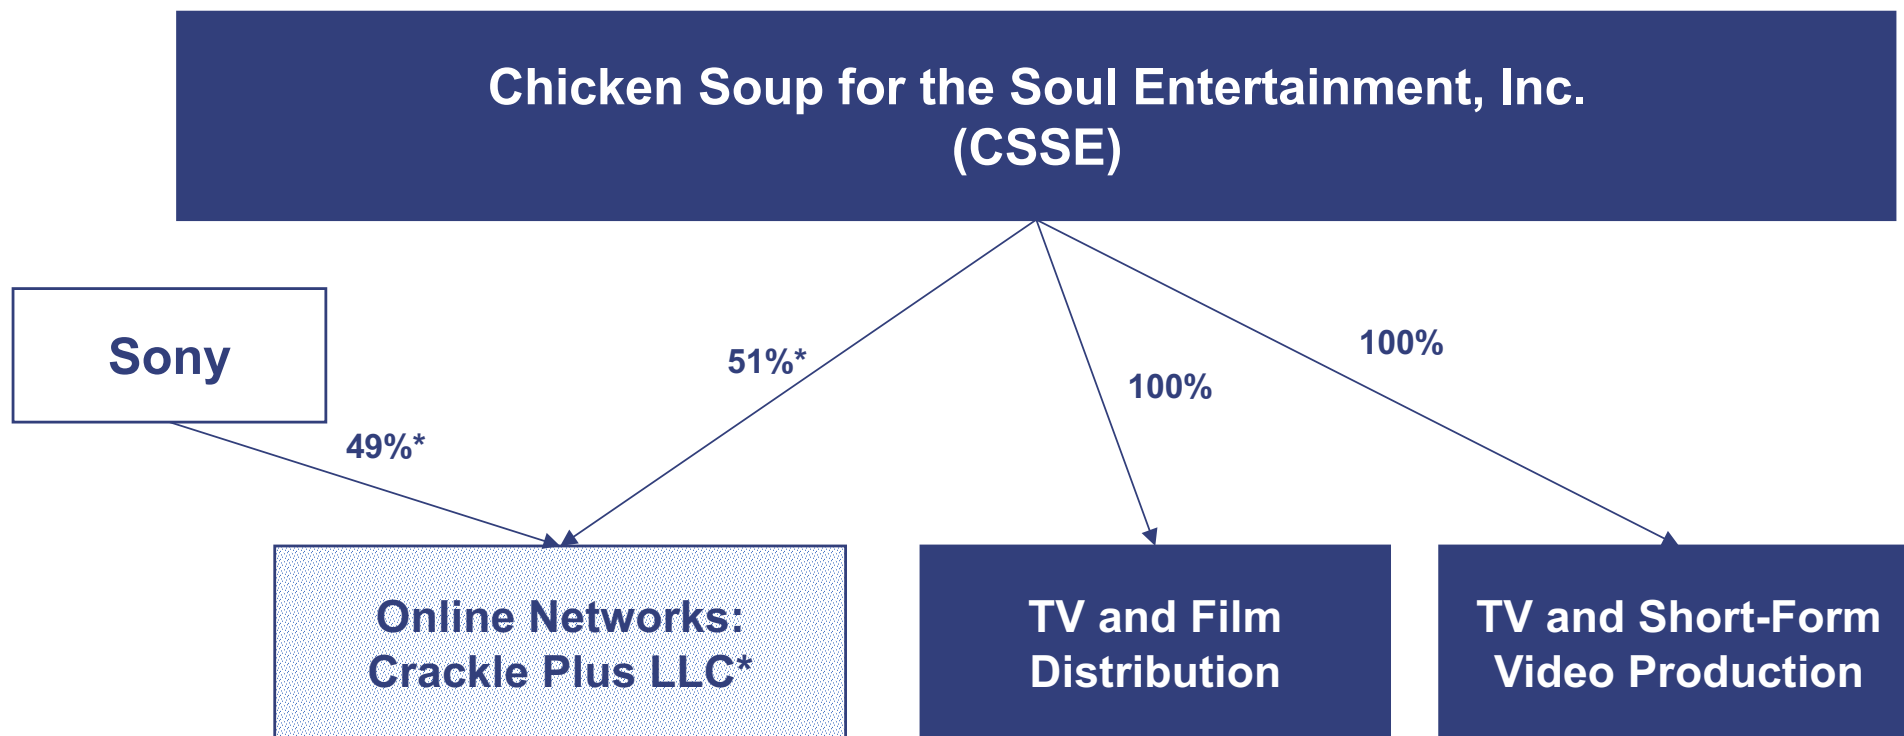 Chicken Soup for the Soul Entertainment, Inc.
(CSSE)
Sony
51%*
100%
100%
49%*
Online Networks:
Crackle Plus LLC*
TV and Film
Distribution
TV and Short-Form
Video Production